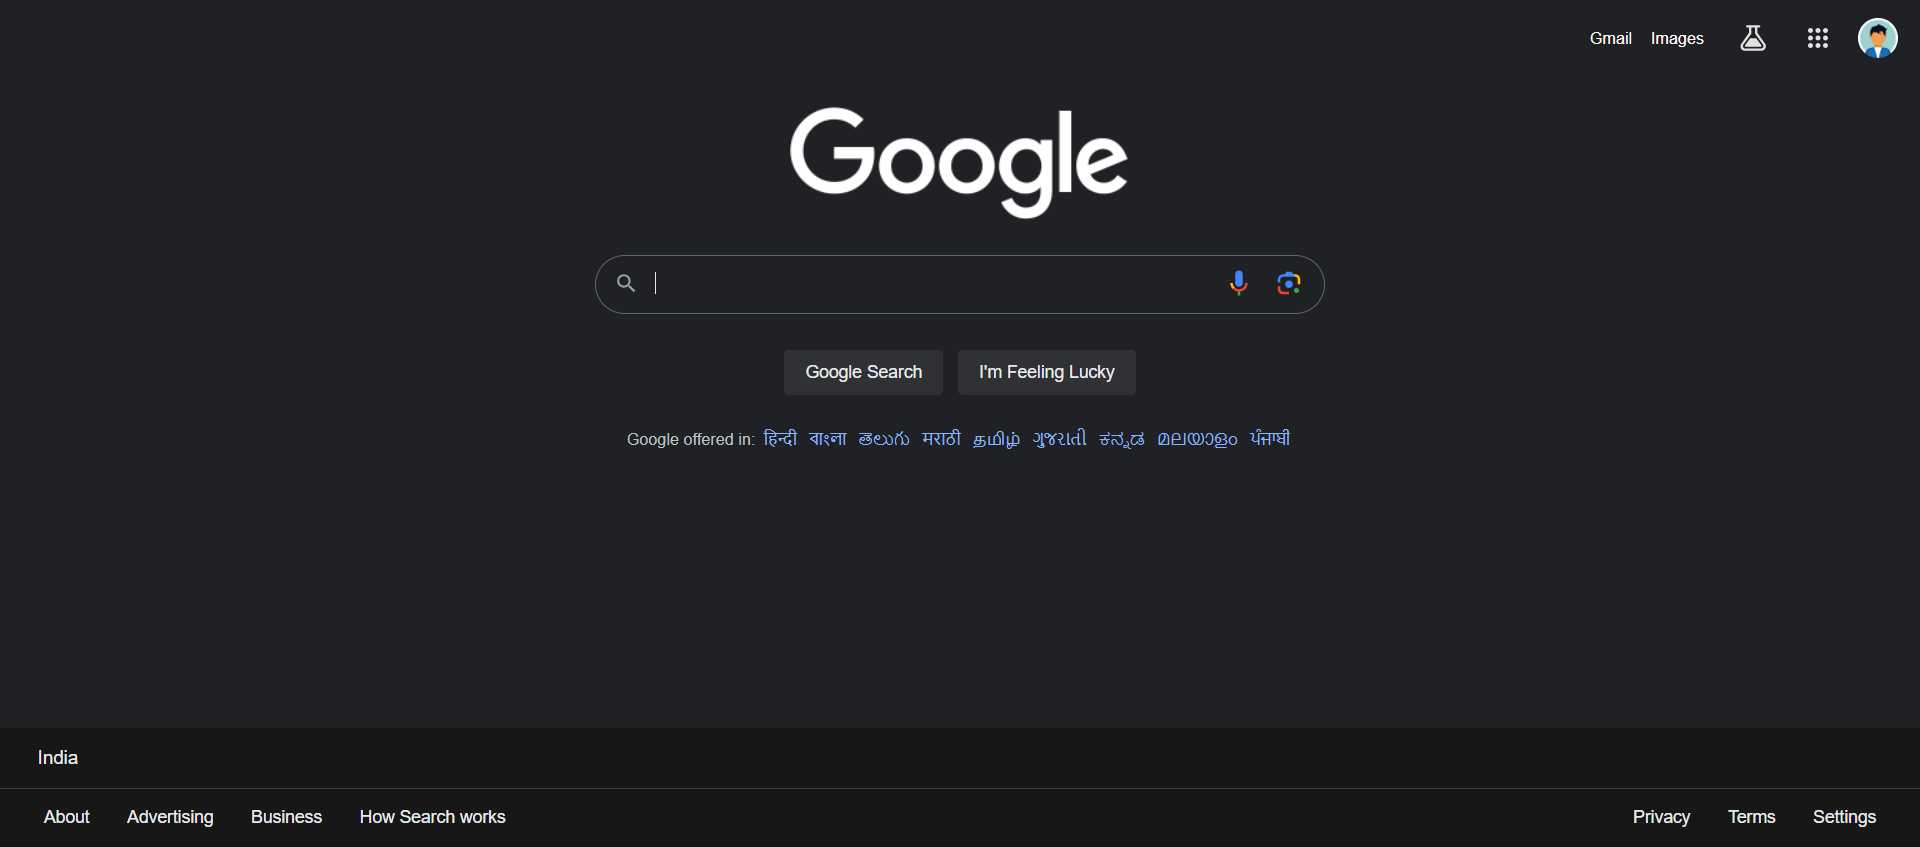 Gmail Images
Google
Google Search I'm Feeling Lucky
Google offered in: हिन्दी বাংলা తెలుగు मराठी தமிழ் ગુજરાતી ಕನ್ನಡ മലയാളം ਪੰਜਾਬੀ
India
About Advertising Business How Search works Privacy Terms Settings